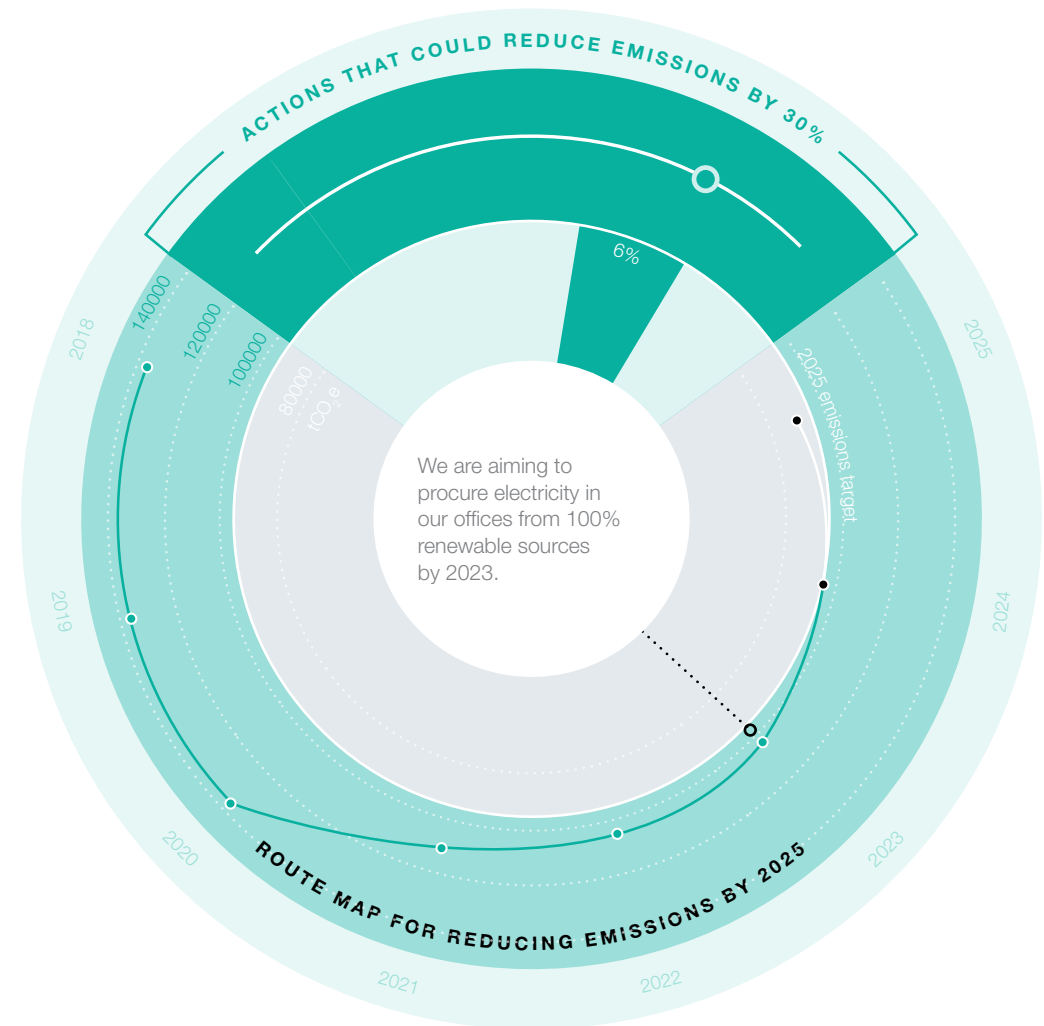 ACTIONS THAT COULD REDUCE EMISSIONS BY 30%
6%
140000
120000
100000
80000
tCO₂e
2025 emissions target
We are aiming to
procure electricity in
our offices from 100%
renewable sources
by 2023.
2018
2019
2020
2021
2022
2023
2024
2025
ROUTE MAP FOR REDUCING EMISSIONS BY 2025